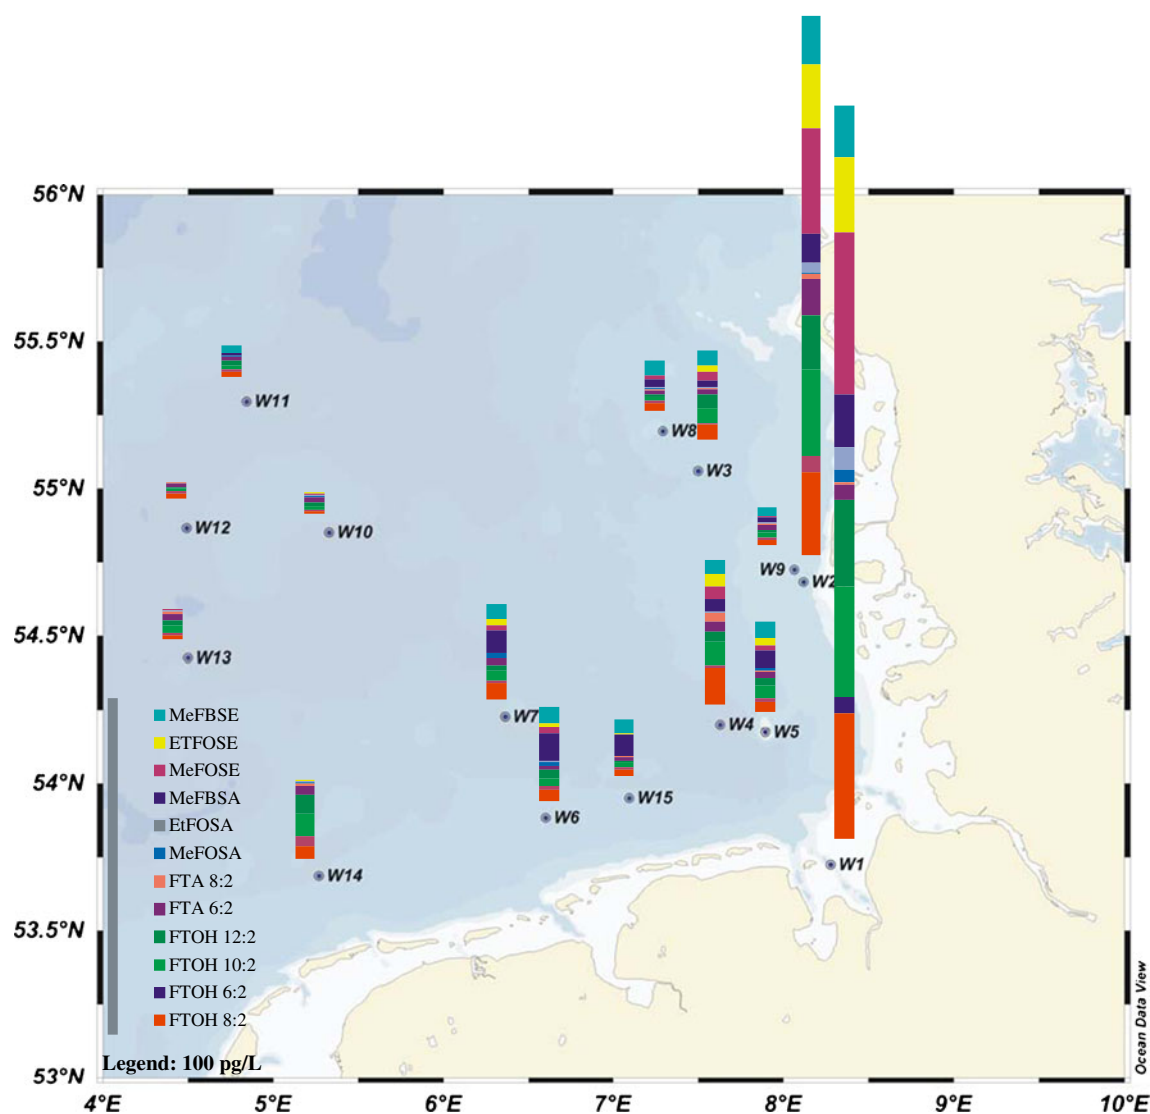 56°N
55.5°N
W11
W8
W3
55°N
W12
W10
W9
W2
54.5°N
W13
MeFBSE
W7
W4
W5
ETFOSE
MeFOSE
54°N
MeFBSA
W15
W6
EtFOSA
MeFOSA
W1
FTA 8:2
W14
FTA 6:2
53.5°N
FTOH 12:2
FTOH 10:2
FTOH 6:2
FTOH 8:2
Legend: 100 pg/L
Ocean Data View
53°N
4°E 5°E 6°E 7°E 8°E 9°E 10°E